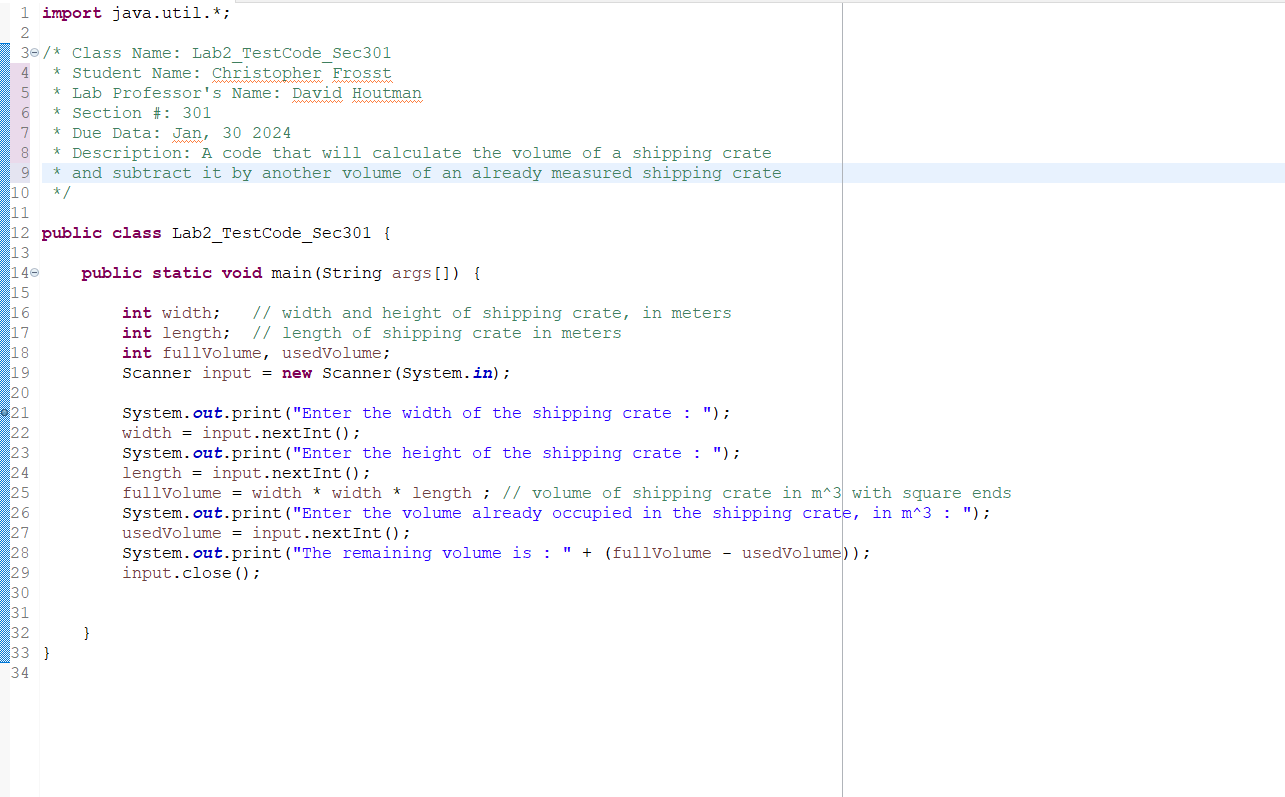 1 import java.util.*;
2
3 /* Class Name: Lab2_TestCode_Sec301
4  * Student Name: Christopher Frosst
5  * Lab Professor's Name: David Houtman
6  * Section #: 301
7  * Due Data: Jan, 30 2024
8  * Description: A code that will calculate the volume of a shipping crate
9  * and subtract it by another volume of an already measured shipping crate
10  */
11
12 public class Lab2_TestCode_Sec301 {
13
14     public static void main(String args[]) {
15
16         int width;   // width and height of shipping crate, in meters
17         int length;  // length of shipping crate in meters
18         int fullVolume, usedVolume;
19         Scanner input = new Scanner(System.in);
20
21         System.out.print("Enter the width of the shipping crate : ");
22         width = input.nextInt();
23         System.out.print("Enter the height of the shipping crate : ");
24         length = input.nextInt();
25         fullVolume = width * width * length ; // volume of shipping crate in m^3 with square ends
26         System.out.print("Enter the volume already occupied in the shipping crate, in m^3 : ");
27         usedVolume = input.nextInt();
28         System.out.print("The remaining volume is : " + (fullVolume - usedVolume));
29         input.close();
30
31
32     }
33 }
34